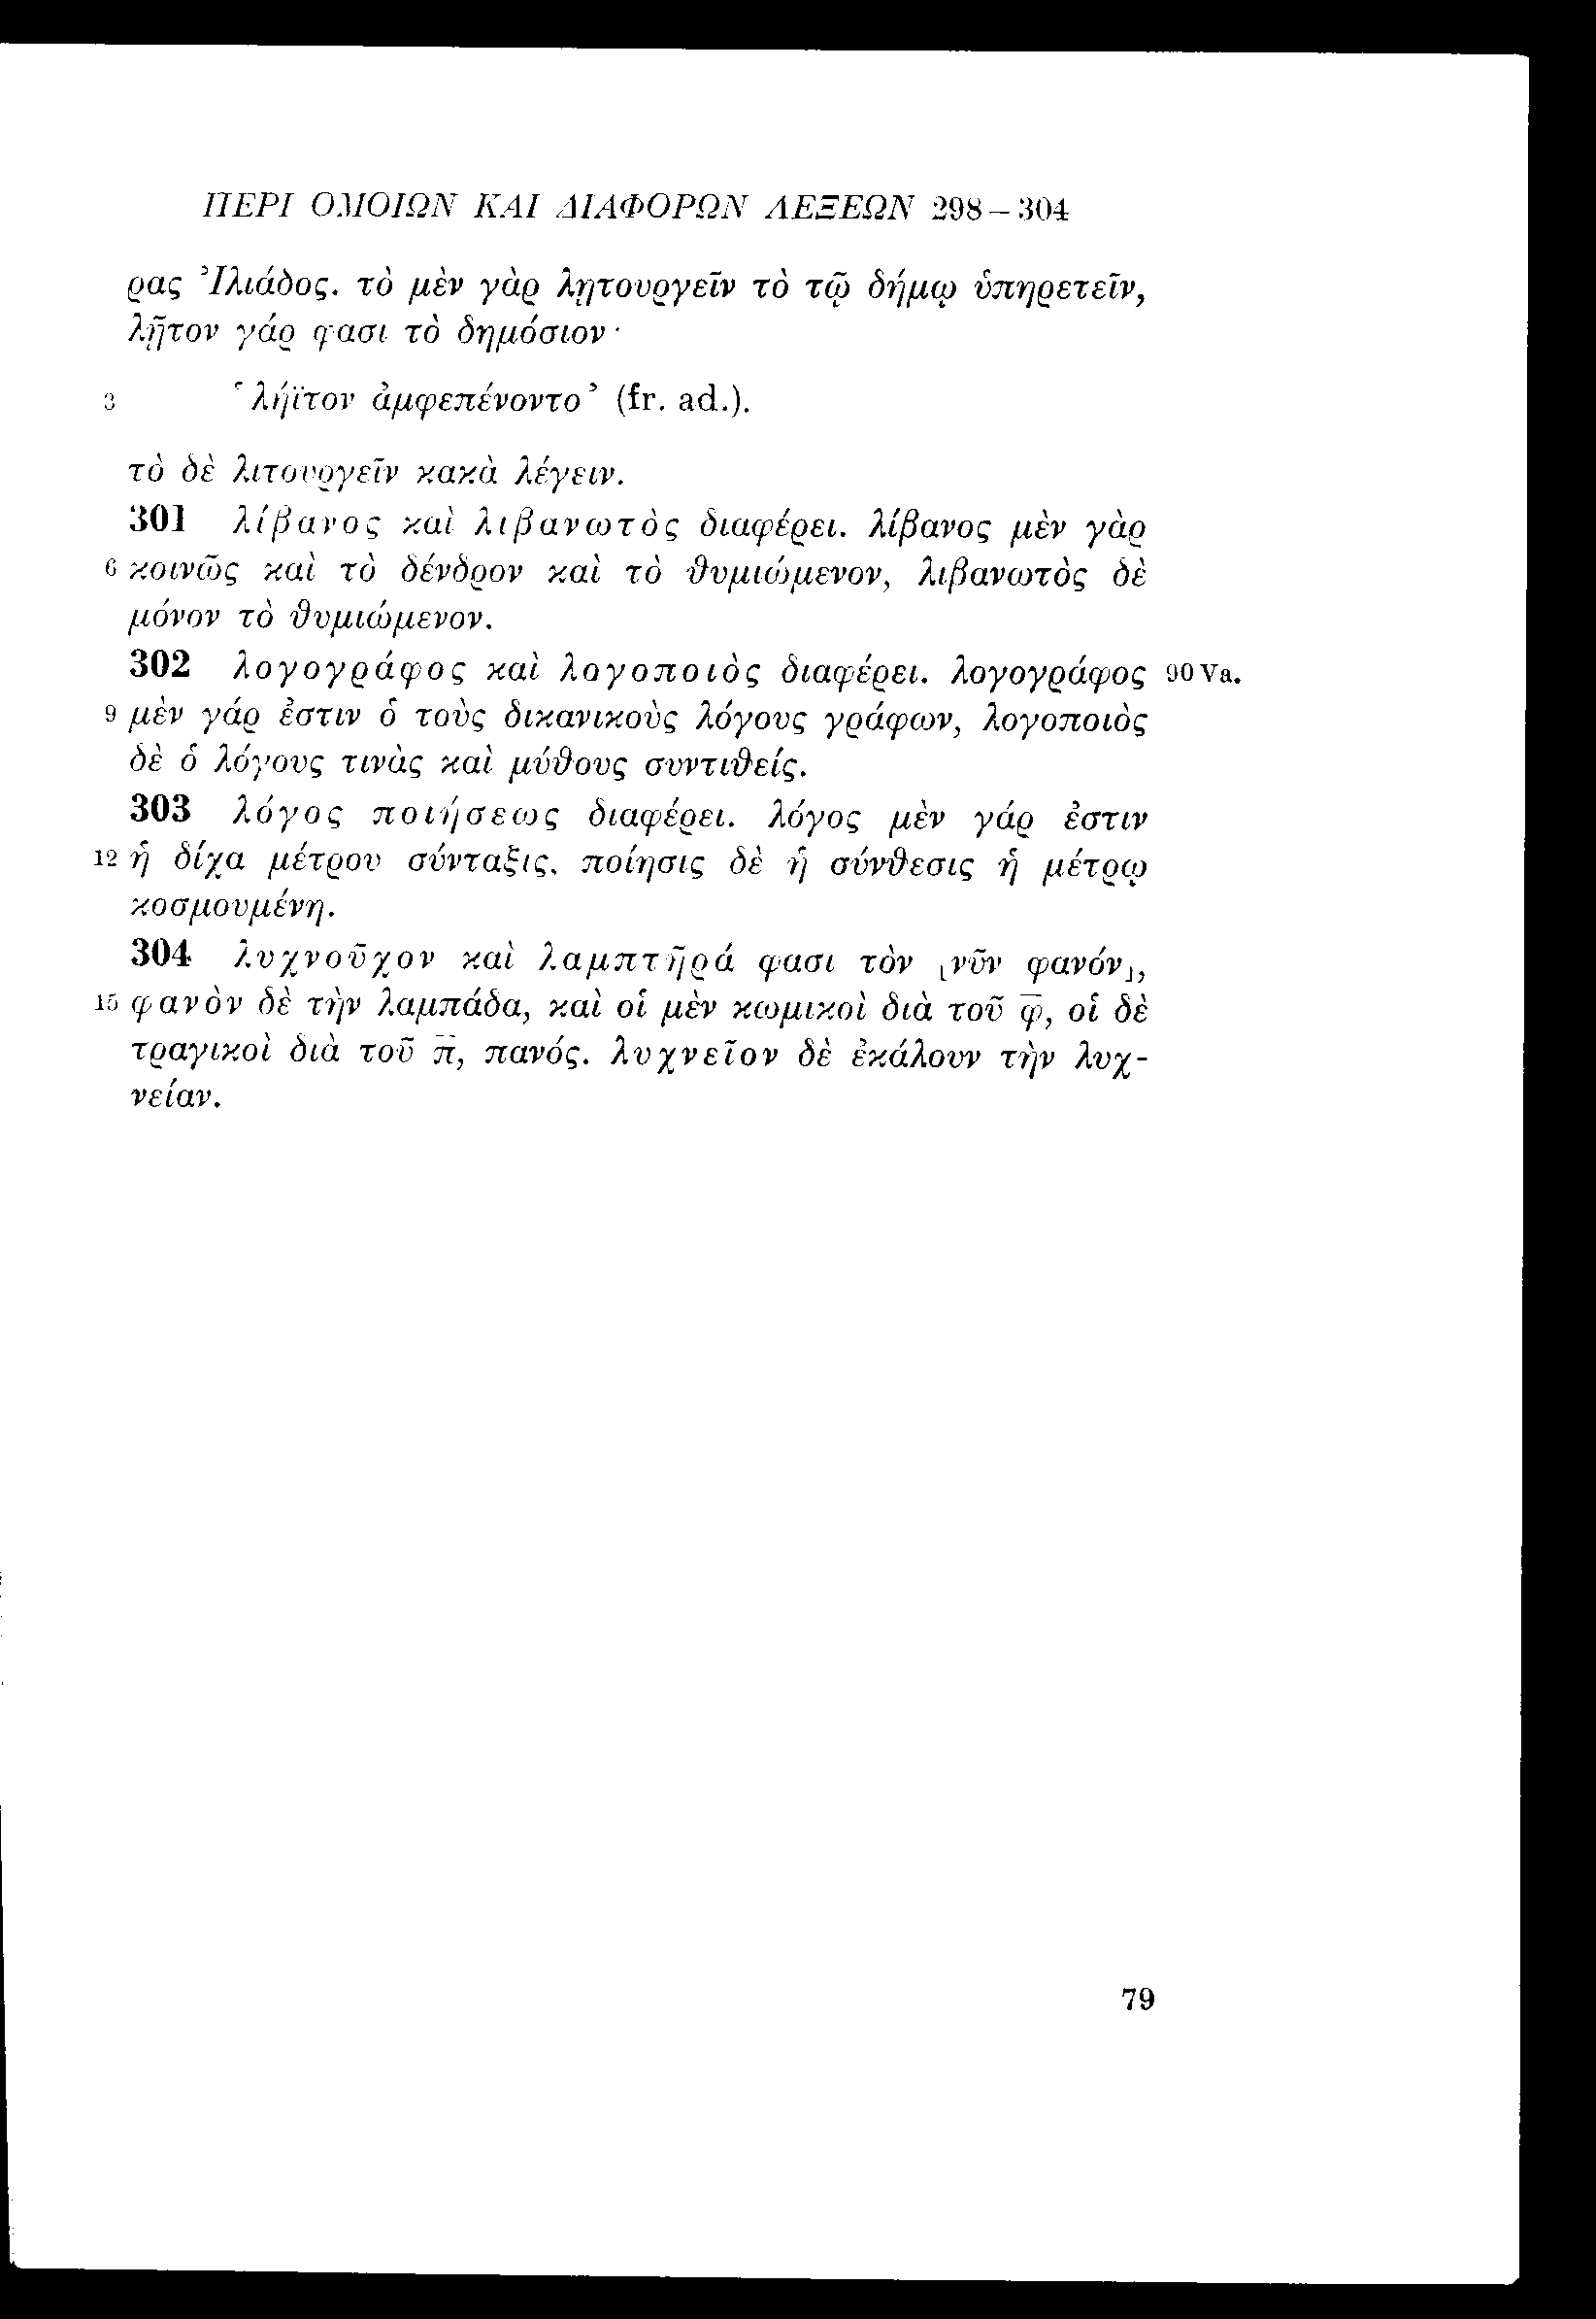 ΠΕΡΙ ΟΜΟΙΩΝ ΚΑΙ ΔΙΑΦΟΡΩΝ ΛΕΞΕΩΝ 298 – 304
ρας Ἰλιάδος. τὸ μὲν γὰρ λῃτουργεῖν τὸ τῷ δήμῳ ὑπηρετεῖν,
λῇτον γάρ φασι τὸ δημόσιον·
3 ‘λήϊτον ἀμφεπένοντο’ (fr. ad.).
τὸ δὲ λιτουργεῖν κακὰ λέγειν.
301 λίβανος καὶ λιβανωτὸς διαφέρει. λίβανος μὲν γὰρ
6 κοινῶς καὶ τὸ δένδρον καὶ τὸ θυμιώμενον, λιβανωτὸς δὲ
μόνον τὸ θυμιώμενον.
302 λογογράφος καὶ λογοποιὸς διαφέρει. λογογράφος 90 Va.
9 μὲν γάρ ἐστιν ὁ τοὺς δικανικοὺς λόγους γράφων, λογοποιὸς
δὲ ὁ λόγους τινὰς καὶ μύθους συντιθείς.
303 λόγος ποιήσεως διαφέρει. λόγος μὲν γάρ ἐστιν
12 ἡ δίχα μέτρου σύνταξις, ποίησις δὲ ἡ σύνθεσις ἡ μέτρῳ
κοσμουμένη.
304 λυχνοῦχον καὶ λαμπτῆρά φασι τὸν ⌊νῦν φανόν⌋,
15 φανὸν δὲ τὴν λαμπάδα, καὶ οἱ μὲν κωμικοὶ διὰ τοῦ φ̅, οἱ δὲ
τραγικοὶ διὰ τοῦ π̅, πανός. λυχνεῖον δὲ ἐκάλουν τὴν λυχ-
νείαν.
79